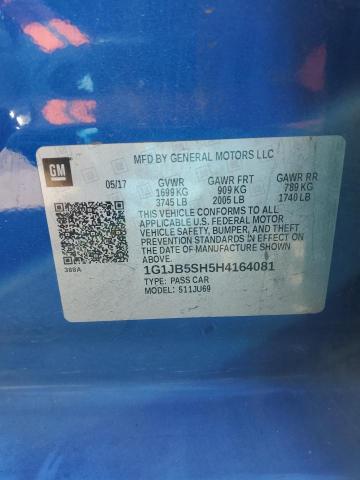 GM
MFD BY GENERAL MOTORS LLC
05/17 GVWR GAWR FRT GAWR RR
1699 KG 909 KG 789 KG
3745 LB 2005 LB 1740 LB
THIS VEHICLE CONFORMS TO ALL
APPLICABLE U.S. FEDERAL MOTOR
VEHICLE SAFETY, BUMPER, AND THEFT
PREVENTION STANDARDS IN EFFECT ON
THE DATE OF MANUFACTURE SHOWN ABOVE.
388A 1G1JB5SH5H4164081
TYPE: PASS CAR
MODEL: 511JU69